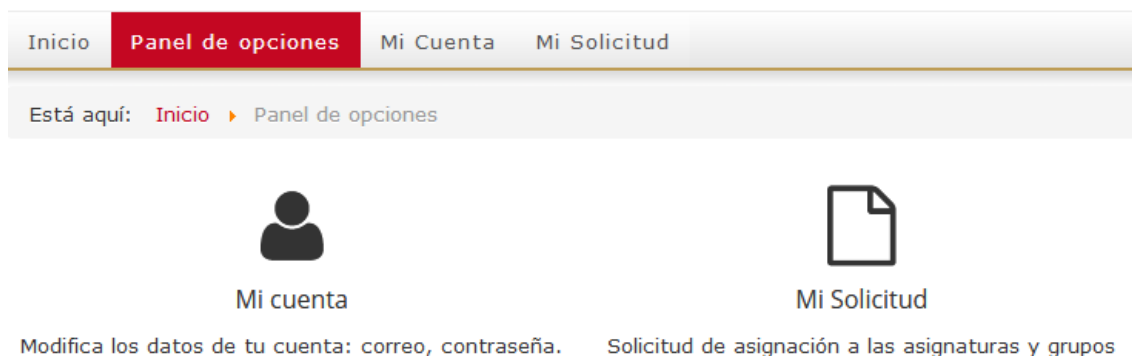 Inicio Panel de opciones Mi Cuenta Mi Solicitud
Está aquí: Inicio Panel de opciones
Mi cuenta Mi Solicitud
Modifica los datos de tu cuenta: correo, contraseña. Solicitud de asignación a las asignaturas y grupos